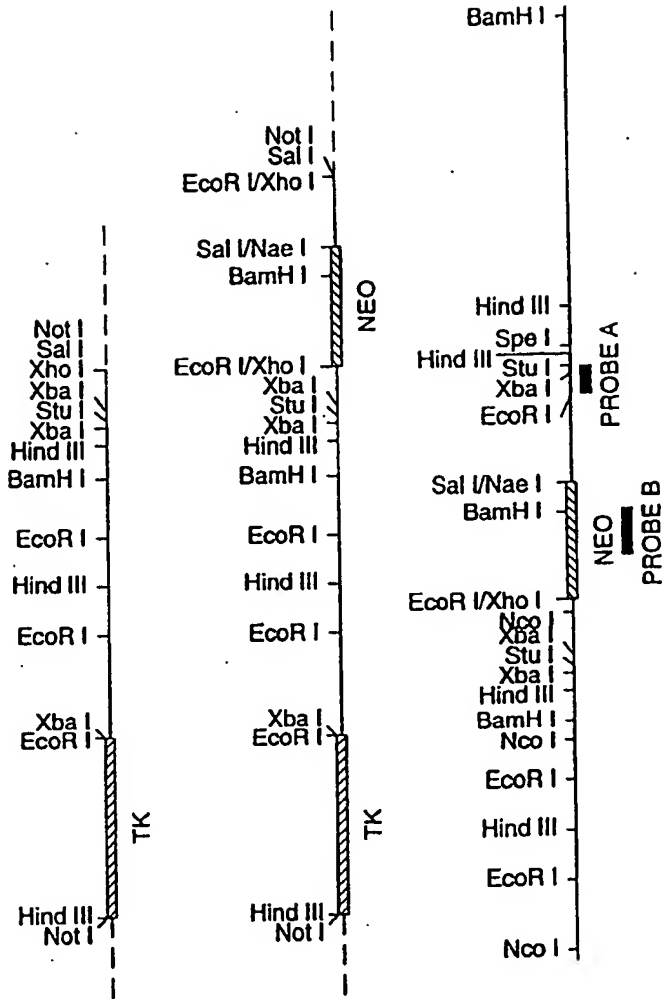 Not I
Sal I
Xho I
Xba I
Stu I
Xba I
Hind III
BamH I
EcoR I
Hind III
EcoR I
Xba I
EcoR I
TK
Hind III
Not I
Not I
Sal I
EcoR I/Xho I
Sal I/Nae I
BamH I
NEO
EcoR I/Xho I
Xba I
Stu I
Xba I
Hind III
BamH I
EcoR I
Hind III
EcoR I
Xba I
EcoR I
TK
Hind III
Not I
BamH I
Hind III
Spe I
Hind III
Stu I
Xba I
EcoR I
PROBE A
Sal I/Nae I
BamH I
NEO
PROBE B
EcoR I/Xho I
Nco I
Xba I
Stu I
Xba I
Hind III
BamH I
Nco I
EcoR I
Hind III
EcoR I
Nco I